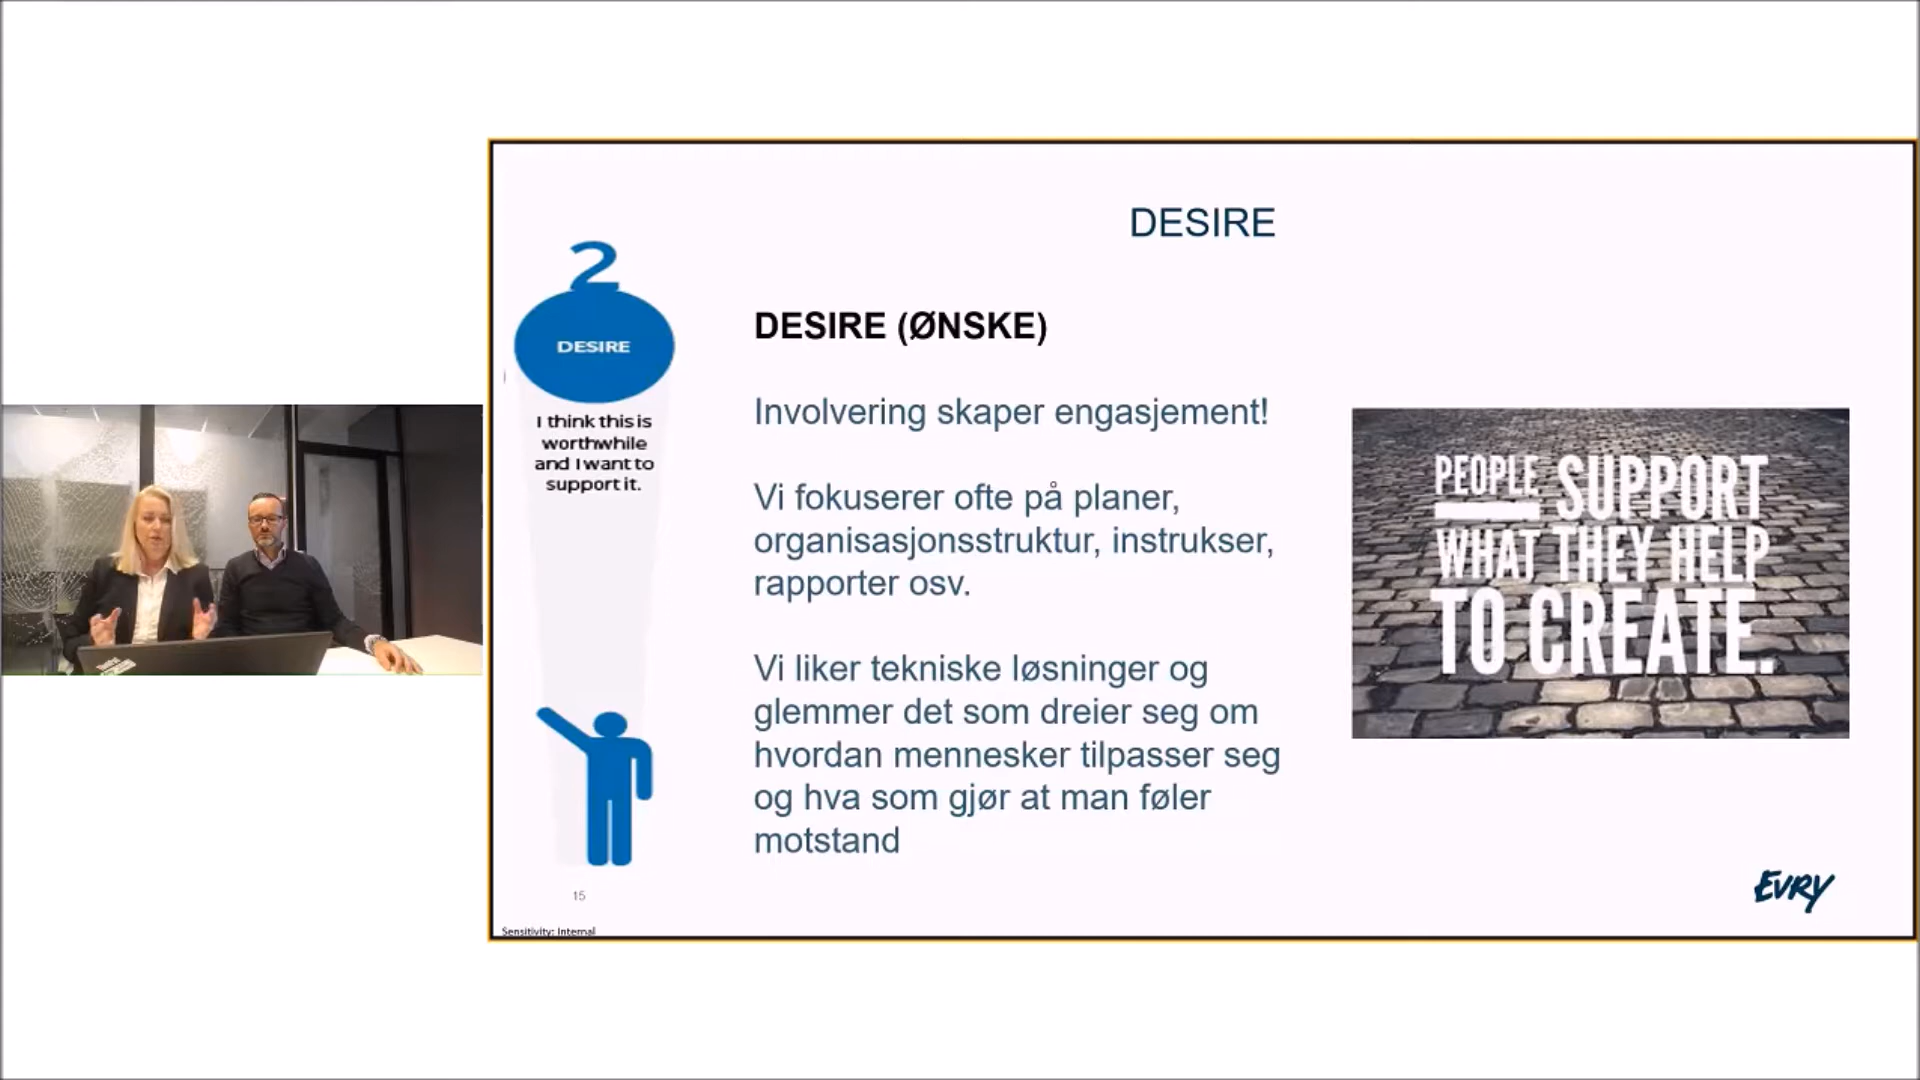 DESIRE
2
DESIRE
I think this is
worthwhile
and I want to
support it.
DESIRE (ØNSKE)
Involvering skaper engasjement!
Vi fokuserer ofte på planer,
organisasjonsstruktur, instrukser,
rapporter osv.
Vi liker tekniske løsninger og
glemmer det som dreier seg om
hvordan mennesker tilpasser seg
og hva som gjør at man føler
motstand
PEOPLE SUPPORT
WHAT THEY HELP
TO CREATE.
15
EVRY
Sensitivity: Internal